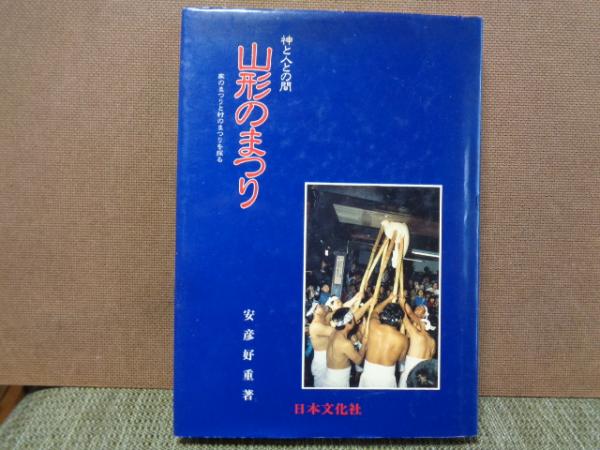 神と人との間
山形のまつり
家のまつりと村のまつりを探る
安彦好重著
日本文化社